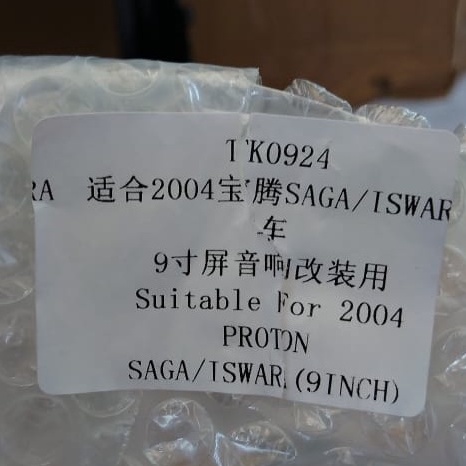 TK0924
RA 适合2004宝腾SAGA/ISWAR
车
9寸屏音响改装用
Suitable For 2004
PROTON
SAGA/ISWAR (9INCH)